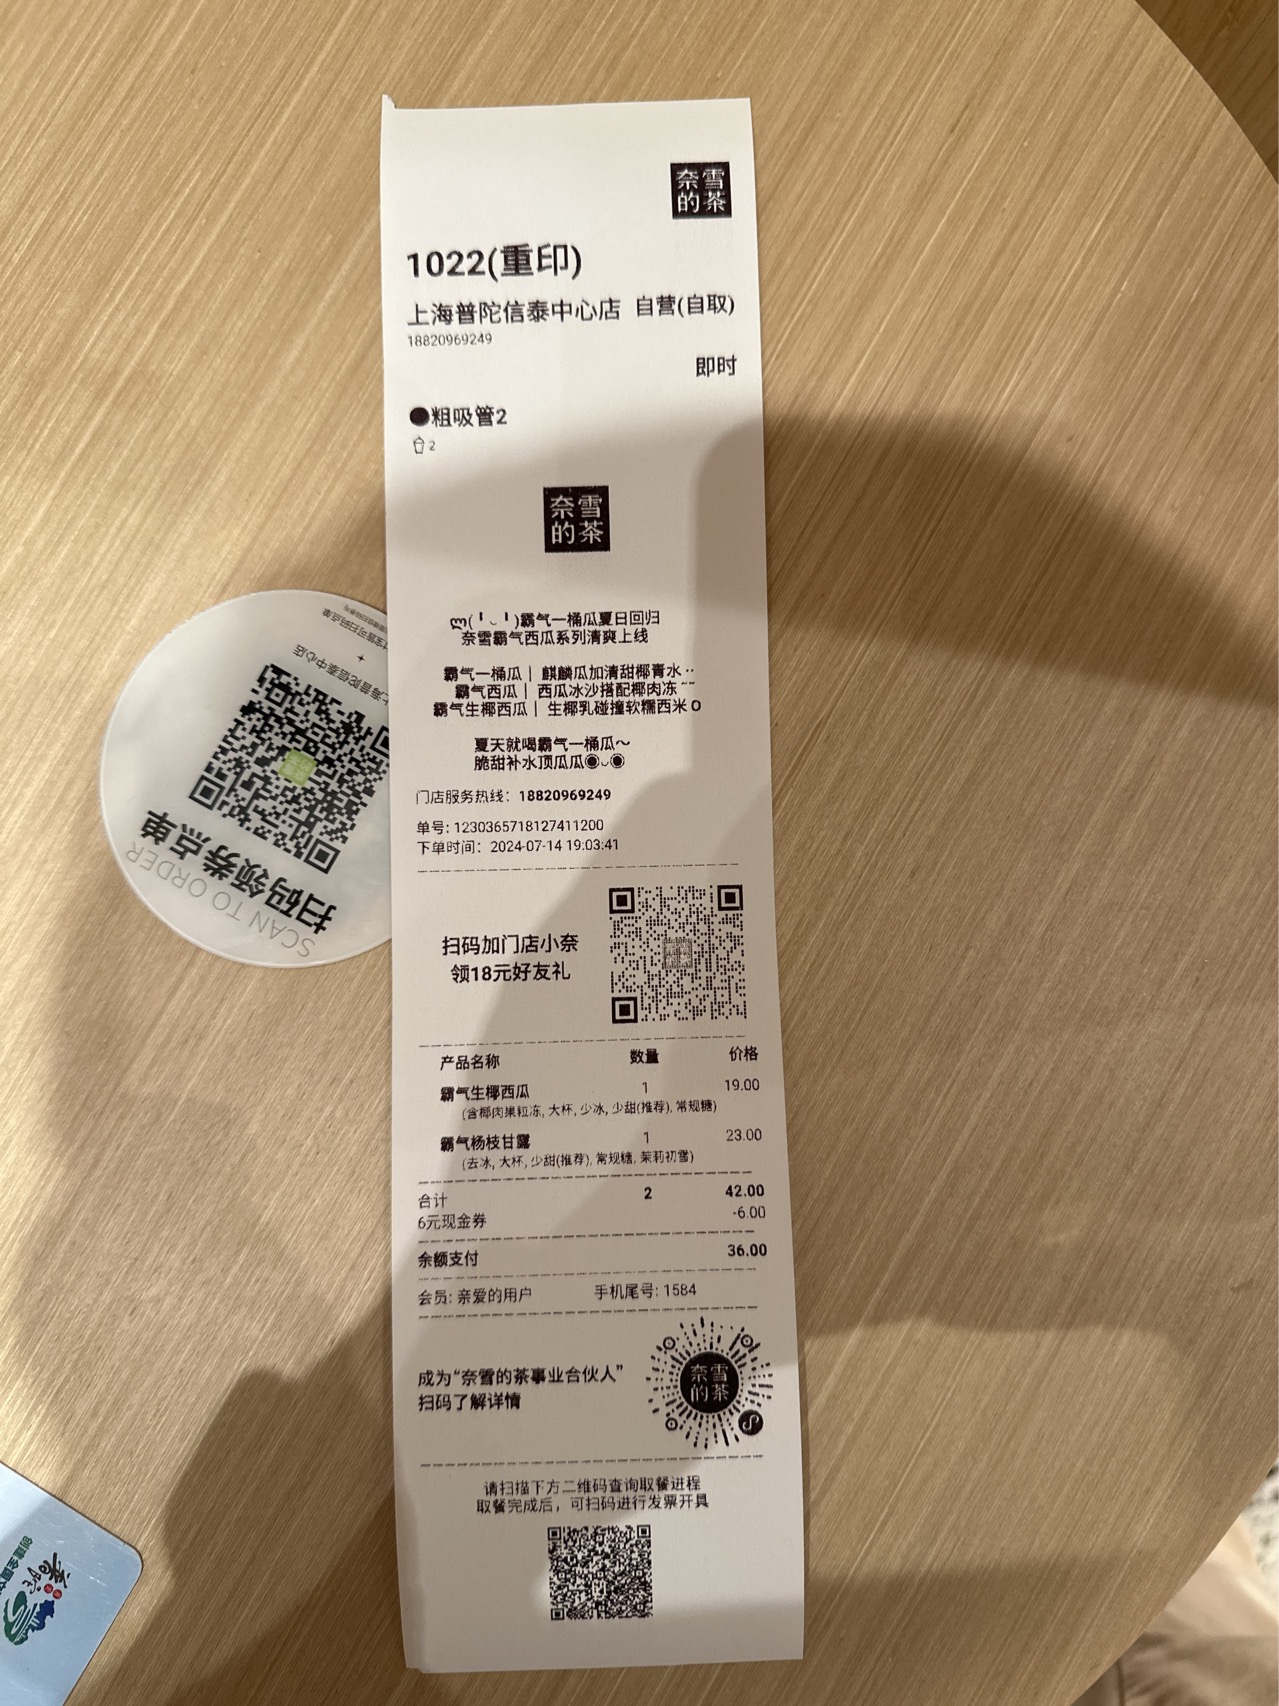 奈雪
的茶
1022(重印)
上海普陀信泰中心店 自营(自取)
18820969249
即时
●粗吸管2
2
奈雪
的茶
ლ(╹◡╹)霸气一桶瓜夏日回归
奈雪霸气西瓜系列清爽上线
霸气一桶瓜｜麒麟瓜加清甜椰青水··
霸气西瓜｜西瓜冰沙搭配椰肉冻~~
霸气生椰西瓜｜生椰乳碰撞软糯西米O
夏天就喝霸气一桶瓜～
脆甜补水顶瓜瓜◉◡◉
门店服务热线：18820969249
单号: 1230365718127411200
下单时间：2024-07-14 19:03:41
扫码加门店小奈
领18元好友礼
产品名称 数量 价格
霸气生椰西瓜 1 19.00
(含椰肉果粒冻, 大杯, 少冰, 少甜(推荐), 常规糖)
霸气杨枝甘露 1 23.00
(去冰, 大杯, 少甜(推荐), 常规糖, 茉莉初雪)
合计 2 42.00
6元现金券 -6.00
余额支付 36.00
会员: 亲爱的用户 手机尾号: 1584
成为“奈雪的茶事业合伙人”
扫码了解详情
奈雪
的茶
请扫描下方二维码查询取餐进程
取餐完成后，可扫码进行发票开具
扫码领券点单
SCAN TO ORDER
上海普陀信泰中心店
普陀